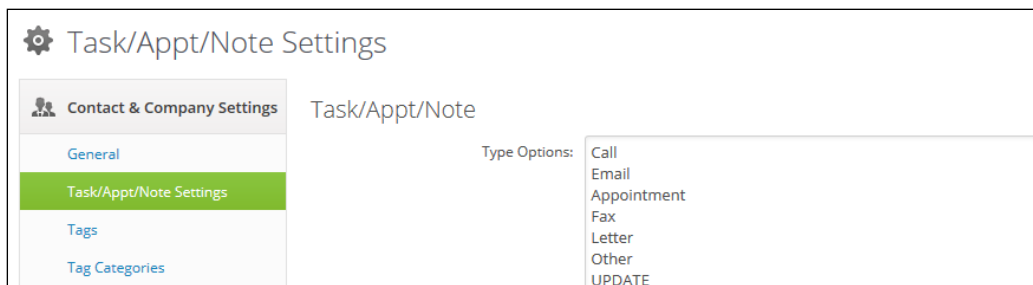 Task/Appt/Note Settings
Contact & Company Settings
General
Task/Appt/Note Settings
Tags
Tag Categories
Task/Appt/Note
Type Options:
Call
Email
Appointment
Fax
Letter
Other
UPDATE